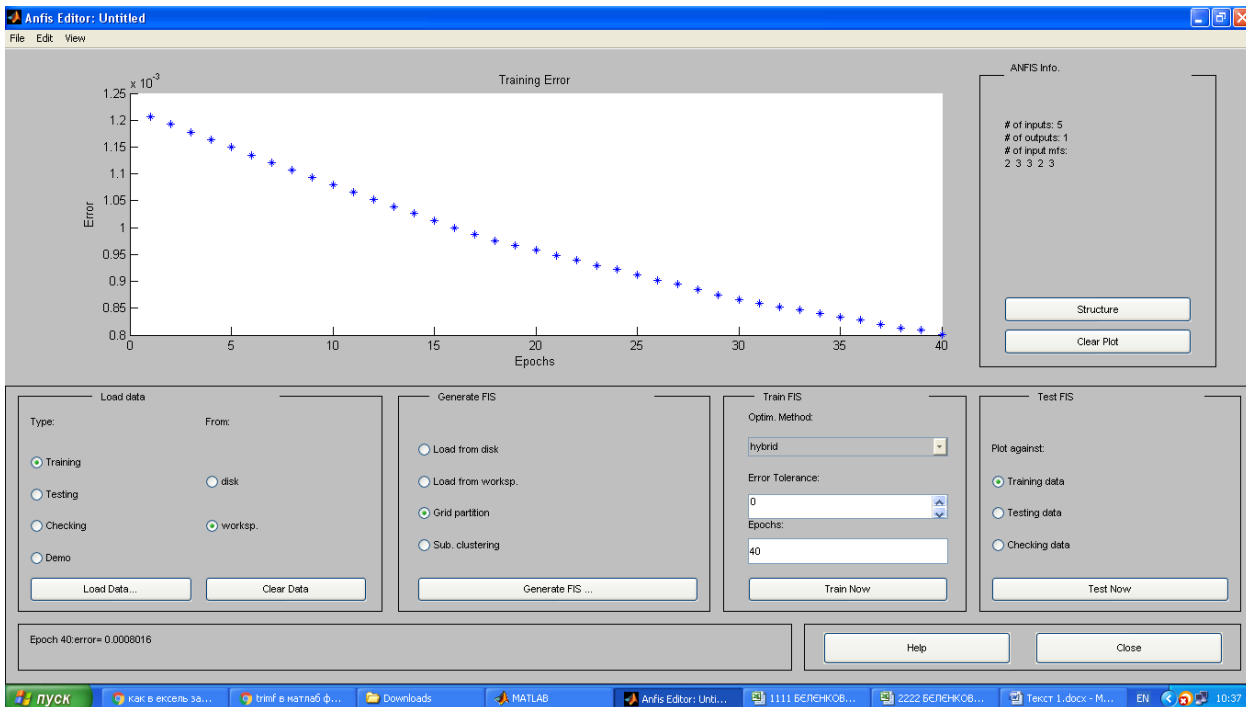 Anfis Editor: Untitled
File Edit View
Training Error
x 10-3
1.25
1.2
1.15
1.1
1.05
1
0.95
0.9
0.85
0.8
Error
0 5 10 15 20 25 30 35 40
Epochs
ANFIS Info.
# of inputs: 5
# of outputs: 1
# of input mfs:
2 3 3 2 3
Structure
Clear Plot
Load data
Type:
From:
Training
Testing
Checking
Demo
disk
worksp.
Load Data...
Clear Data
Generate FIS
Load from disk
Load from worksp.
Grid partition
Sub. clustering
Generate FIS ...
Train FIS
Optim. Method:
hybrid
Error Tolerance:
0
Epochs:
40
Train Now
Test FIS
Plot against:
Training data
Testing data
Checking data
Test Now
Epoch 40:error= 0.0008016
Help
Close
пуск
как в ексель за...
trimf в матлаб ф...
Downloads
MATLAB
Anfis Editor: Unti...
1111 БЄЛЄНКОВ...
2222 БЄЛЄНКОВ...
Текст 1.docx - M...
EN
10:37